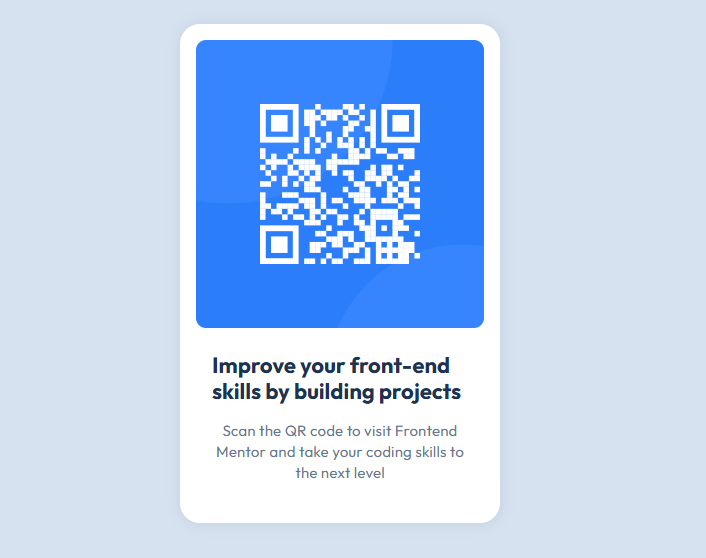 Improve your front-end
skills by building projects
Scan the QR code to visit Frontend
Mentor and take your coding skills to
the next level